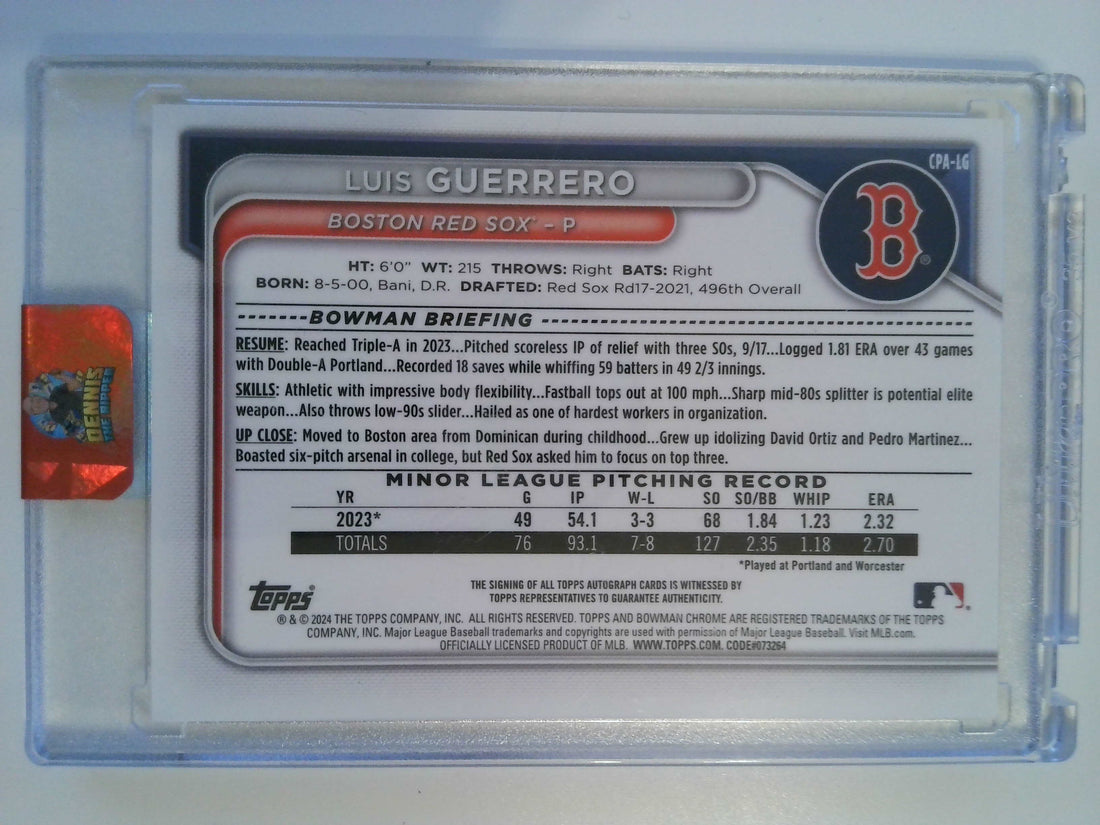 CPA-LG
LUIS GUERRERO
BOSTON RED SOX™ – P
B®
HT: 6'0" WT: 215 THROWS: Right BATS: Right
BORN: 8-5-00, Bani, D.R. DRAFTED: Red Sox Rd17-2021, 496th Overall
BOWMAN BRIEFING
RESUME: Reached Triple-A in 2023...Pitched scoreless IP of relief with three SOs, 9/17...Logged 1.81 ERA over 43 games
with Double-A Portland...Recorded 18 saves while whiffing 59 batters in 49 2/3 innings.
SKILLS: Athletic with impressive body flexibility...Fastball tops out at 100 mph...Sharp mid-80s splitter is potential elite
weapon...Also throws low-90s slider...Hailed as one of hardest workers in organization.
UP CLOSE: Moved to Boston area from Dominican during childhood...Grew up idolizing David Ortiz and Pedro Martinez...
Boasted six-pitch arsenal in college, but Red Sox asked him to focus on top three.
MINOR LEAGUE PITCHING RECORD
YR G IP W-L SO SO/BB WHIP ERA
2023* 49 54.1 3-3 68 1.84 1.23 2.32
TOTALS 76 93.1 7-8 127 2.35 1.18 2.70
*Played at Portland and Worcester
THE SIGNING OF ALL TOPPS AUTOGRAPH CARDS IS WITNESSED BY
TOPPS REPRESENTATIVES TO GUARANTEE AUTHENTICITY.
Topps®
® & © 2024 THE TOPPS COMPANY, INC. ALL RIGHTS RESERVED. TOPPS AND BOWMAN CHROME ARE REGISTERED TRADEMARKS OF THE TOPPS
COMPANY, INC. Major League Baseball trademarks and copyrights are used with permission of Major League Baseball. Visit MLB.com.
OFFICIALLY LICENSED PRODUCT OF MLB. WWW.TOPPS.COM. CODE#073264
DENNIS
THE RIPPER